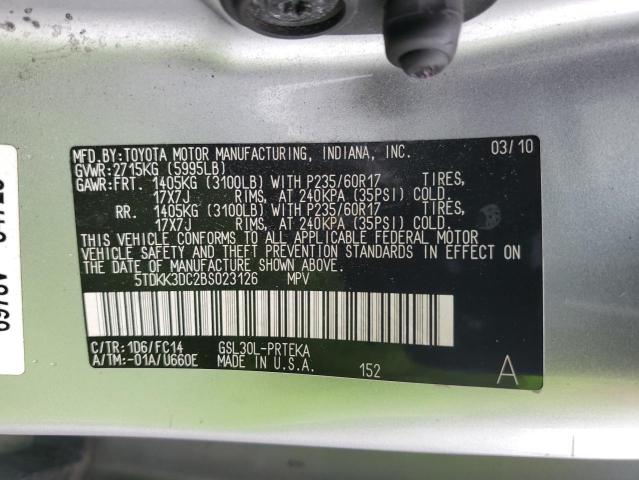 MFD.BY:TOYOTA MOTOR MANUFACTURING, INDIANA, INC. 03/10
GVWR:2715KG (5995LB)
GAWR:FRT. 1405KG (3100LB) WITH P235/60R17 TIRES,
17X7J RIMS, AT 240KPA (35PSI) COLD.
RR. 1405KG (3100LB) WITH P235/60R17 TIRES,
17X7J RIMS, AT 240KPA (35PSI) COLD.
THIS VEHICLE CONFORMS TO ALL APPLICABLE FEDERAL MOTOR
VEHICLE SAFETY AND THEFT PREVENTION STANDARDS IN EFFECT ON
THE DATE OF MANUFACTURE SHOWN ABOVE.
5TDKK3DC2BS023126 MPV
C/TR:1D6/FC14 GSL30L-PRTEKA
A/TM:-01A/U660E MADE IN U.S.A. 152 A